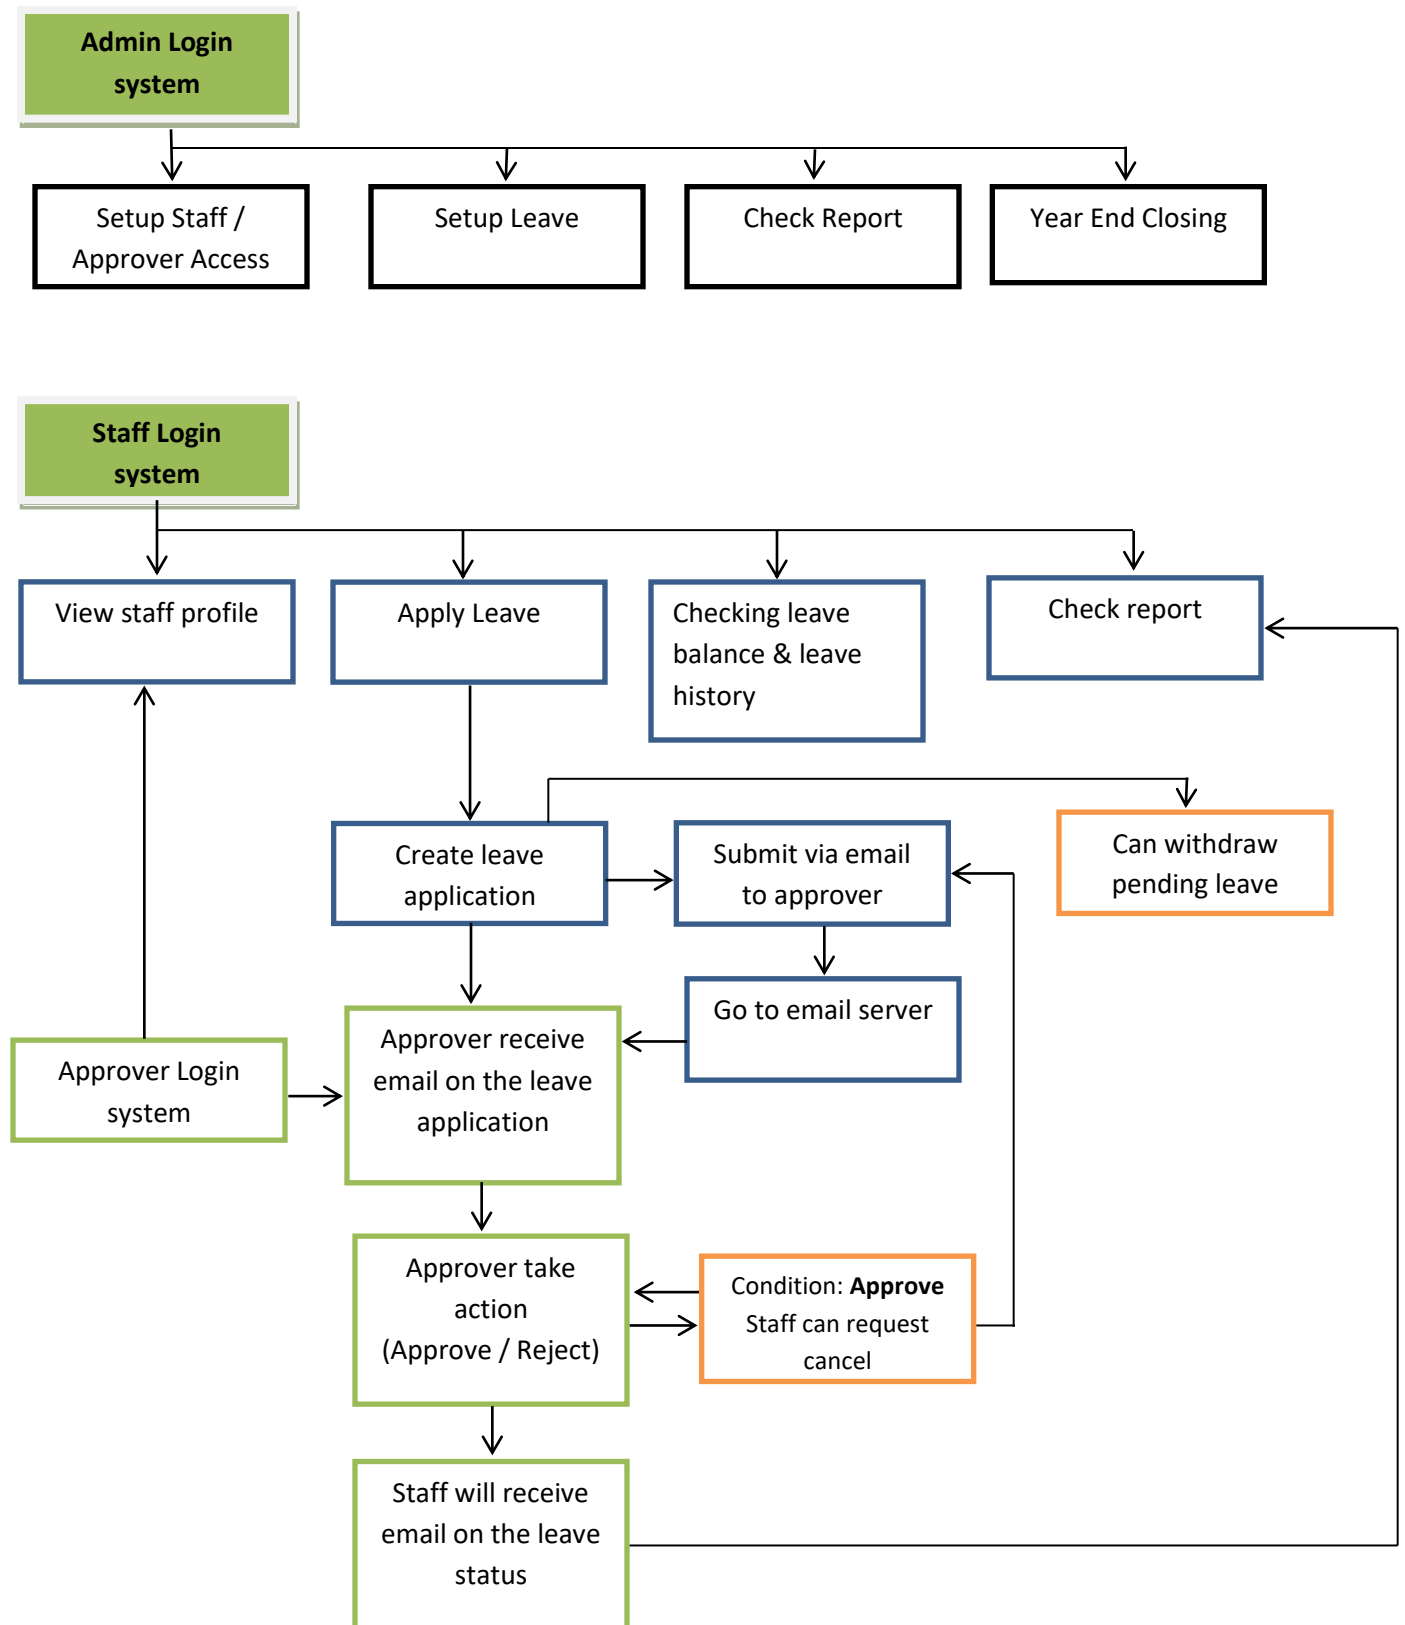 Admin Login
system
Setup Staff /
Approver Access
Setup Leave
Check Report
Year End Closing
Staff Login
system
View staff profile
Apply Leave
Checking leave
balance & leave
history
Check report
Create leave
application
Submit via email
to approver
Can withdraw
pending leave
Go to email server
Approver Login
system
Approver receive
email on the leave
application
Approver take
action
(Approve / Reject)
Condition: Approve
Staff can request
cancel
Staff will receive
email on the leave
status